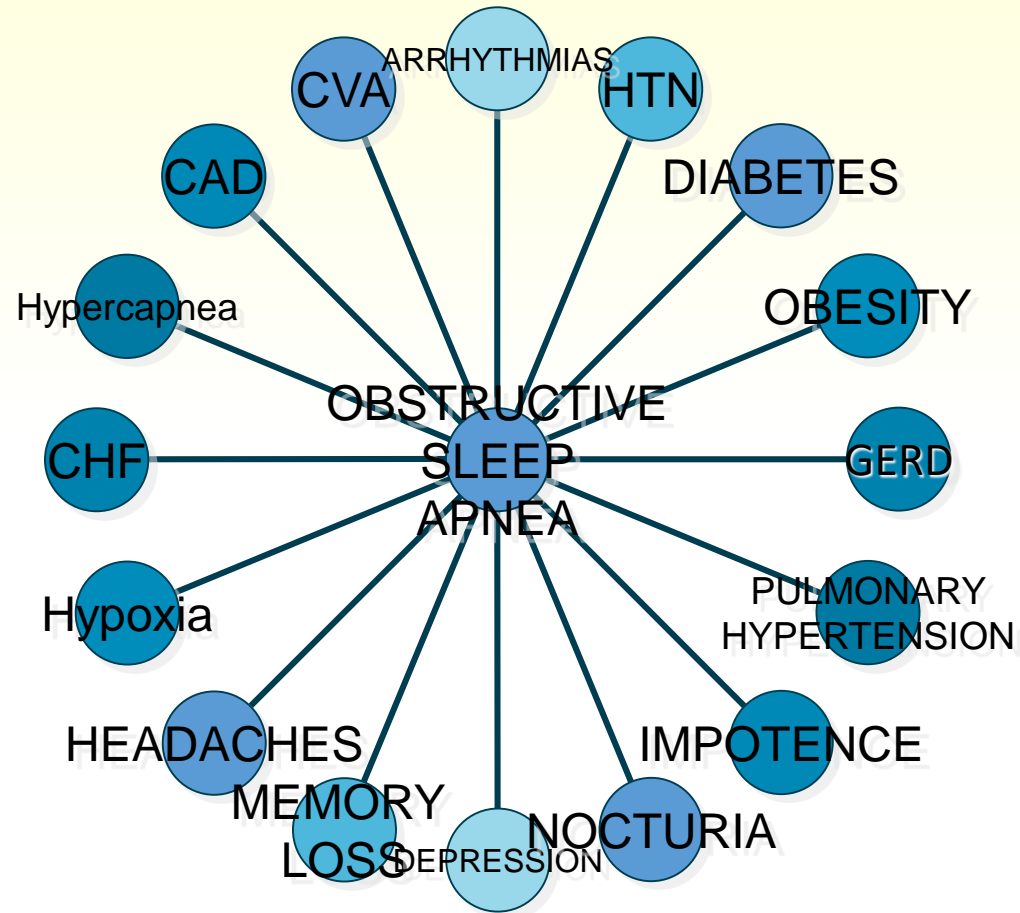 ARRHYTHMIAS
HTN
DIABETES
OBESITY
GERD
PULMONARY
HYPERTENSION
IMPOTENCE
NOCTURIA
DEPRESSION
MEMORY
LOSS
HEADACHES
Hypoxia
CHF
Hypercapnea
CAD
CVA
OBSTRUCTIVE
SLEEP
APNEA